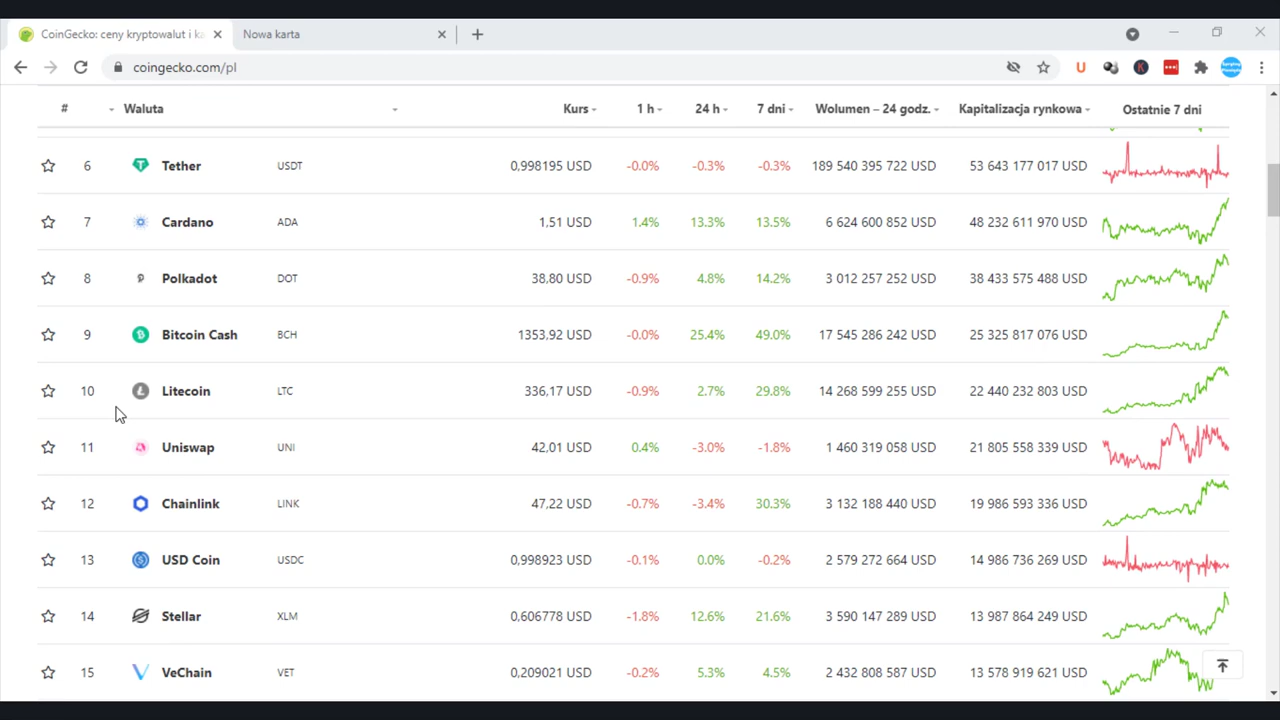 CoinGecko: ceny kryptowalut i ka
Nowa karta
coingecko.com/pl
# Waluta Kurs 1 h 24 h 7 dni Wolumen – 24 godz. Kapitalizacja rynkowa Ostatnie 7 dni
6 Tether USDT 0,998195 USD -0.0% -0.3% -0.3% 189 540 395 722 USD 53 643 177 017 USD
7 Cardano ADA 1,51 USD 1.4% 13.3% 13.5% 6 624 600 852 USD 48 232 611 970 USD
8 Polkadot DOT 38,80 USD -0.9% 4.8% 14.2% 3 012 257 252 USD 38 433 575 488 USD
9 Bitcoin Cash BCH 1353,92 USD -0.0% 25.4% 49.0% 17 545 286 242 USD 25 325 817 076 USD
10 Litecoin LTC 336,17 USD -0.9% 2.7% 29.8% 14 268 599 255 USD 22 440 232 803 USD
11 Uniswap UNI 42,01 USD 0.4% -3.0% -1.8% 1 460 319 058 USD 21 805 558 339 USD
12 Chainlink LINK 47,22 USD -0.7% -3.4% 30.3% 3 132 188 440 USD 19 986 593 336 USD
13 USD Coin USDC 0,998923 USD -0.1% 0.0% -0.2% 2 579 272 664 USD 14 986 736 269 USD
14 Stellar XLM 0,606778 USD -1.8% 12.6% 21.6% 3 590 147 289 USD 13 987 864 249 USD
15 VeChain VET 0,209021 USD -0.2% 5.3% 4.5% 2 432 808 587 USD 13 578 919 621 USD